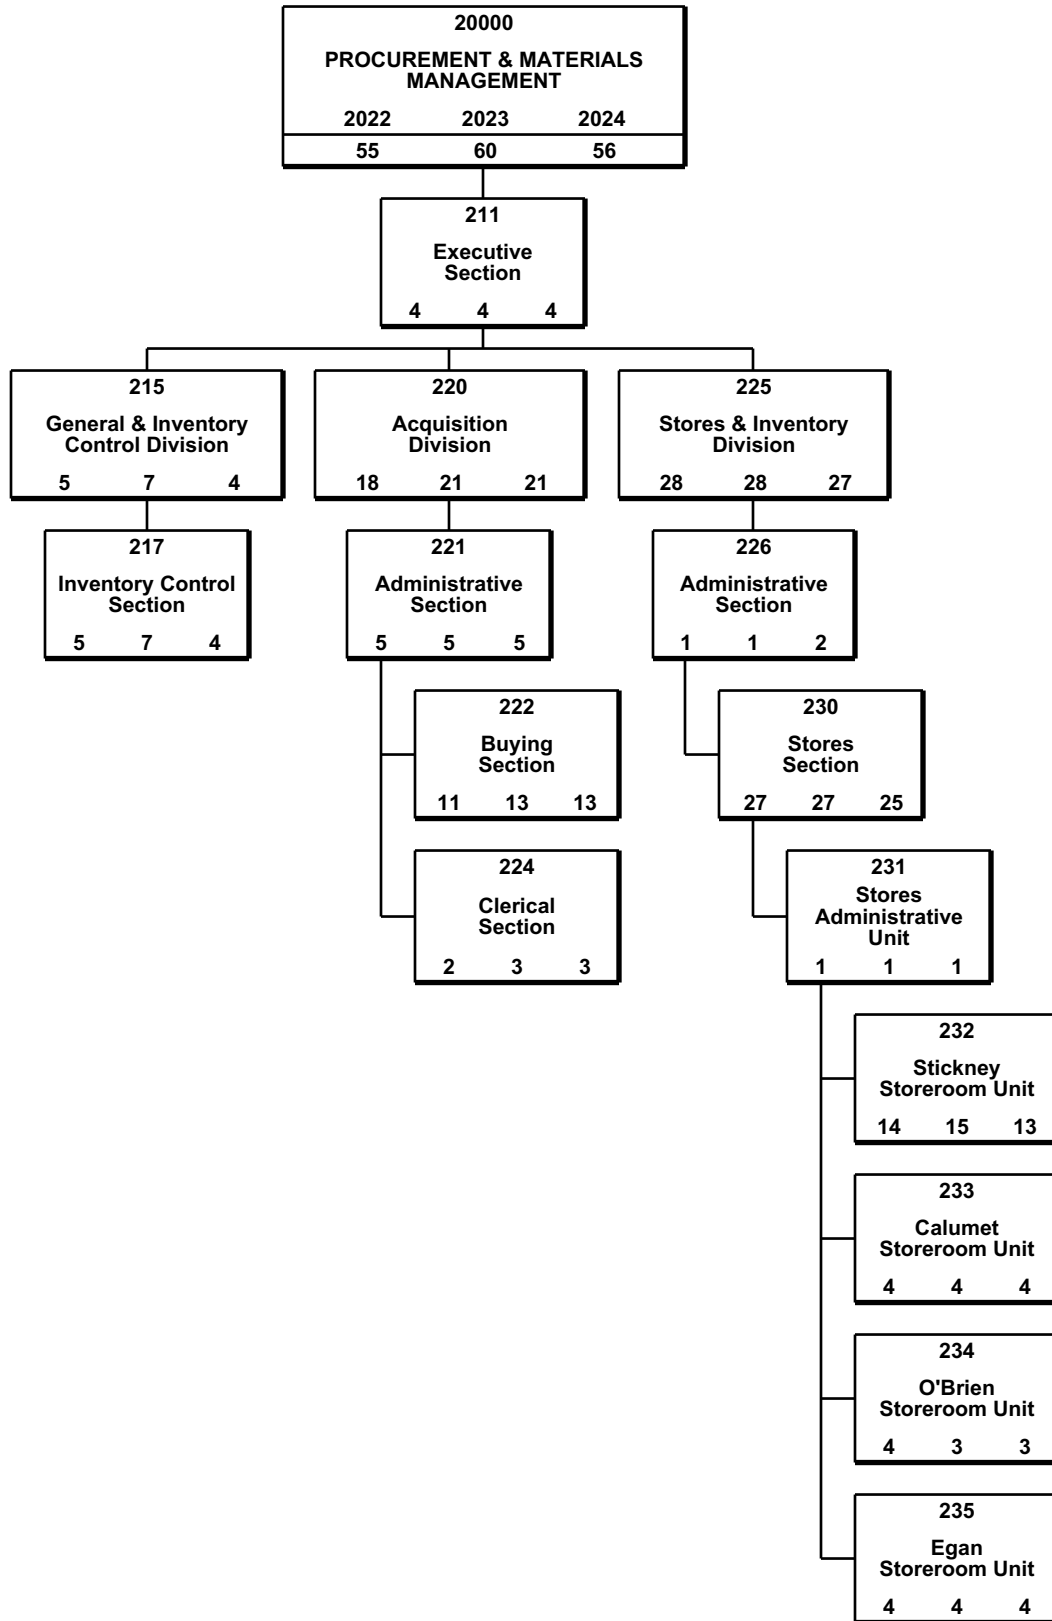 20000
PROCUREMENT & MATERIALS
MANAGEMENT
2022 2023 2024
55 60 56
211
Executive
Section
4 4 4
215
General & Inventory
Control Division
5 7 4
220
Acquisition
Division
18 21 21
225
Stores & Inventory
Division
28 28 27
217
Inventory Control
Section
5 7 4
221
Administrative
Section
5 5 5
226
Administrative
Section
1 1 2
222
Buying
Section
11 13 13
230
Stores
Section
27 27 25
224
Clerical
Section
2 3 3
231
Stores
Administrative
Unit
1 1 1
232
Stickney
Storeroom Unit
14 15 13
233
Calumet
Storeroom Unit
4 4 4
234
O'Brien
Storeroom Unit
4 3 3
235
Egan
Storeroom Unit
4 4 4